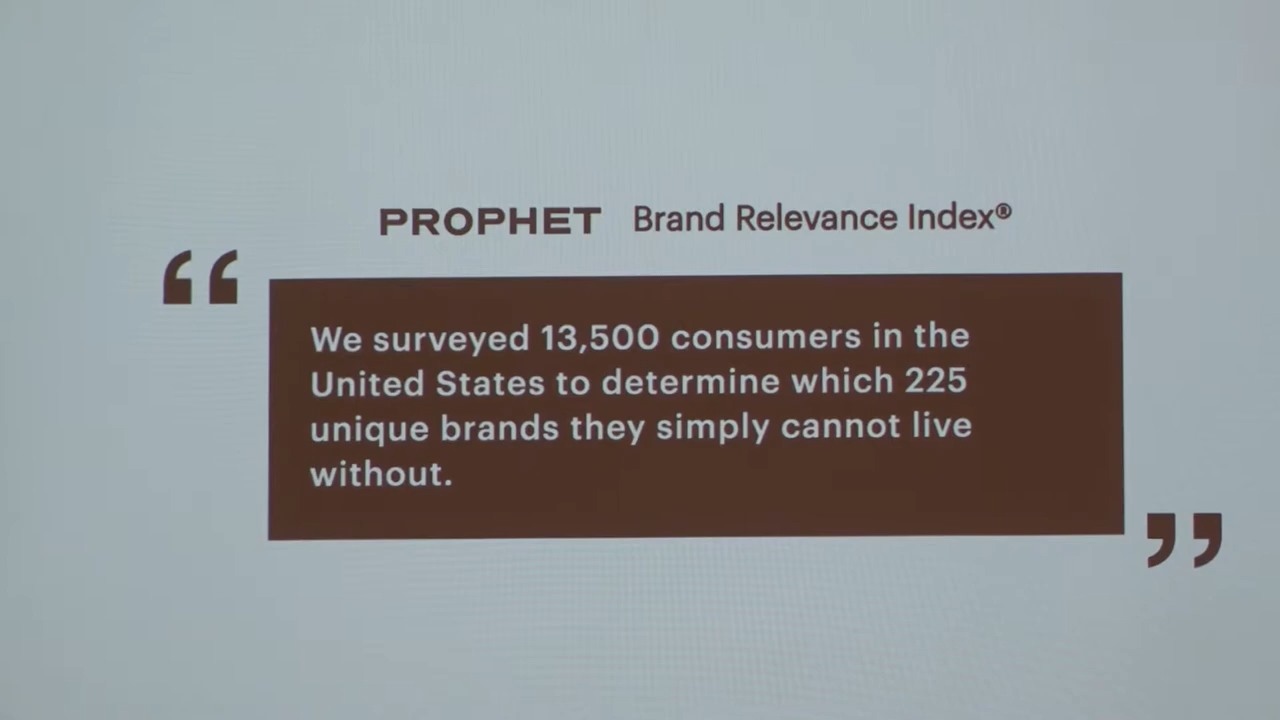 PROPHET Brand Relevance Index®
“
We surveyed 13,500 consumers in the
United States to determine which 225
unique brands they simply cannot live
without.
”